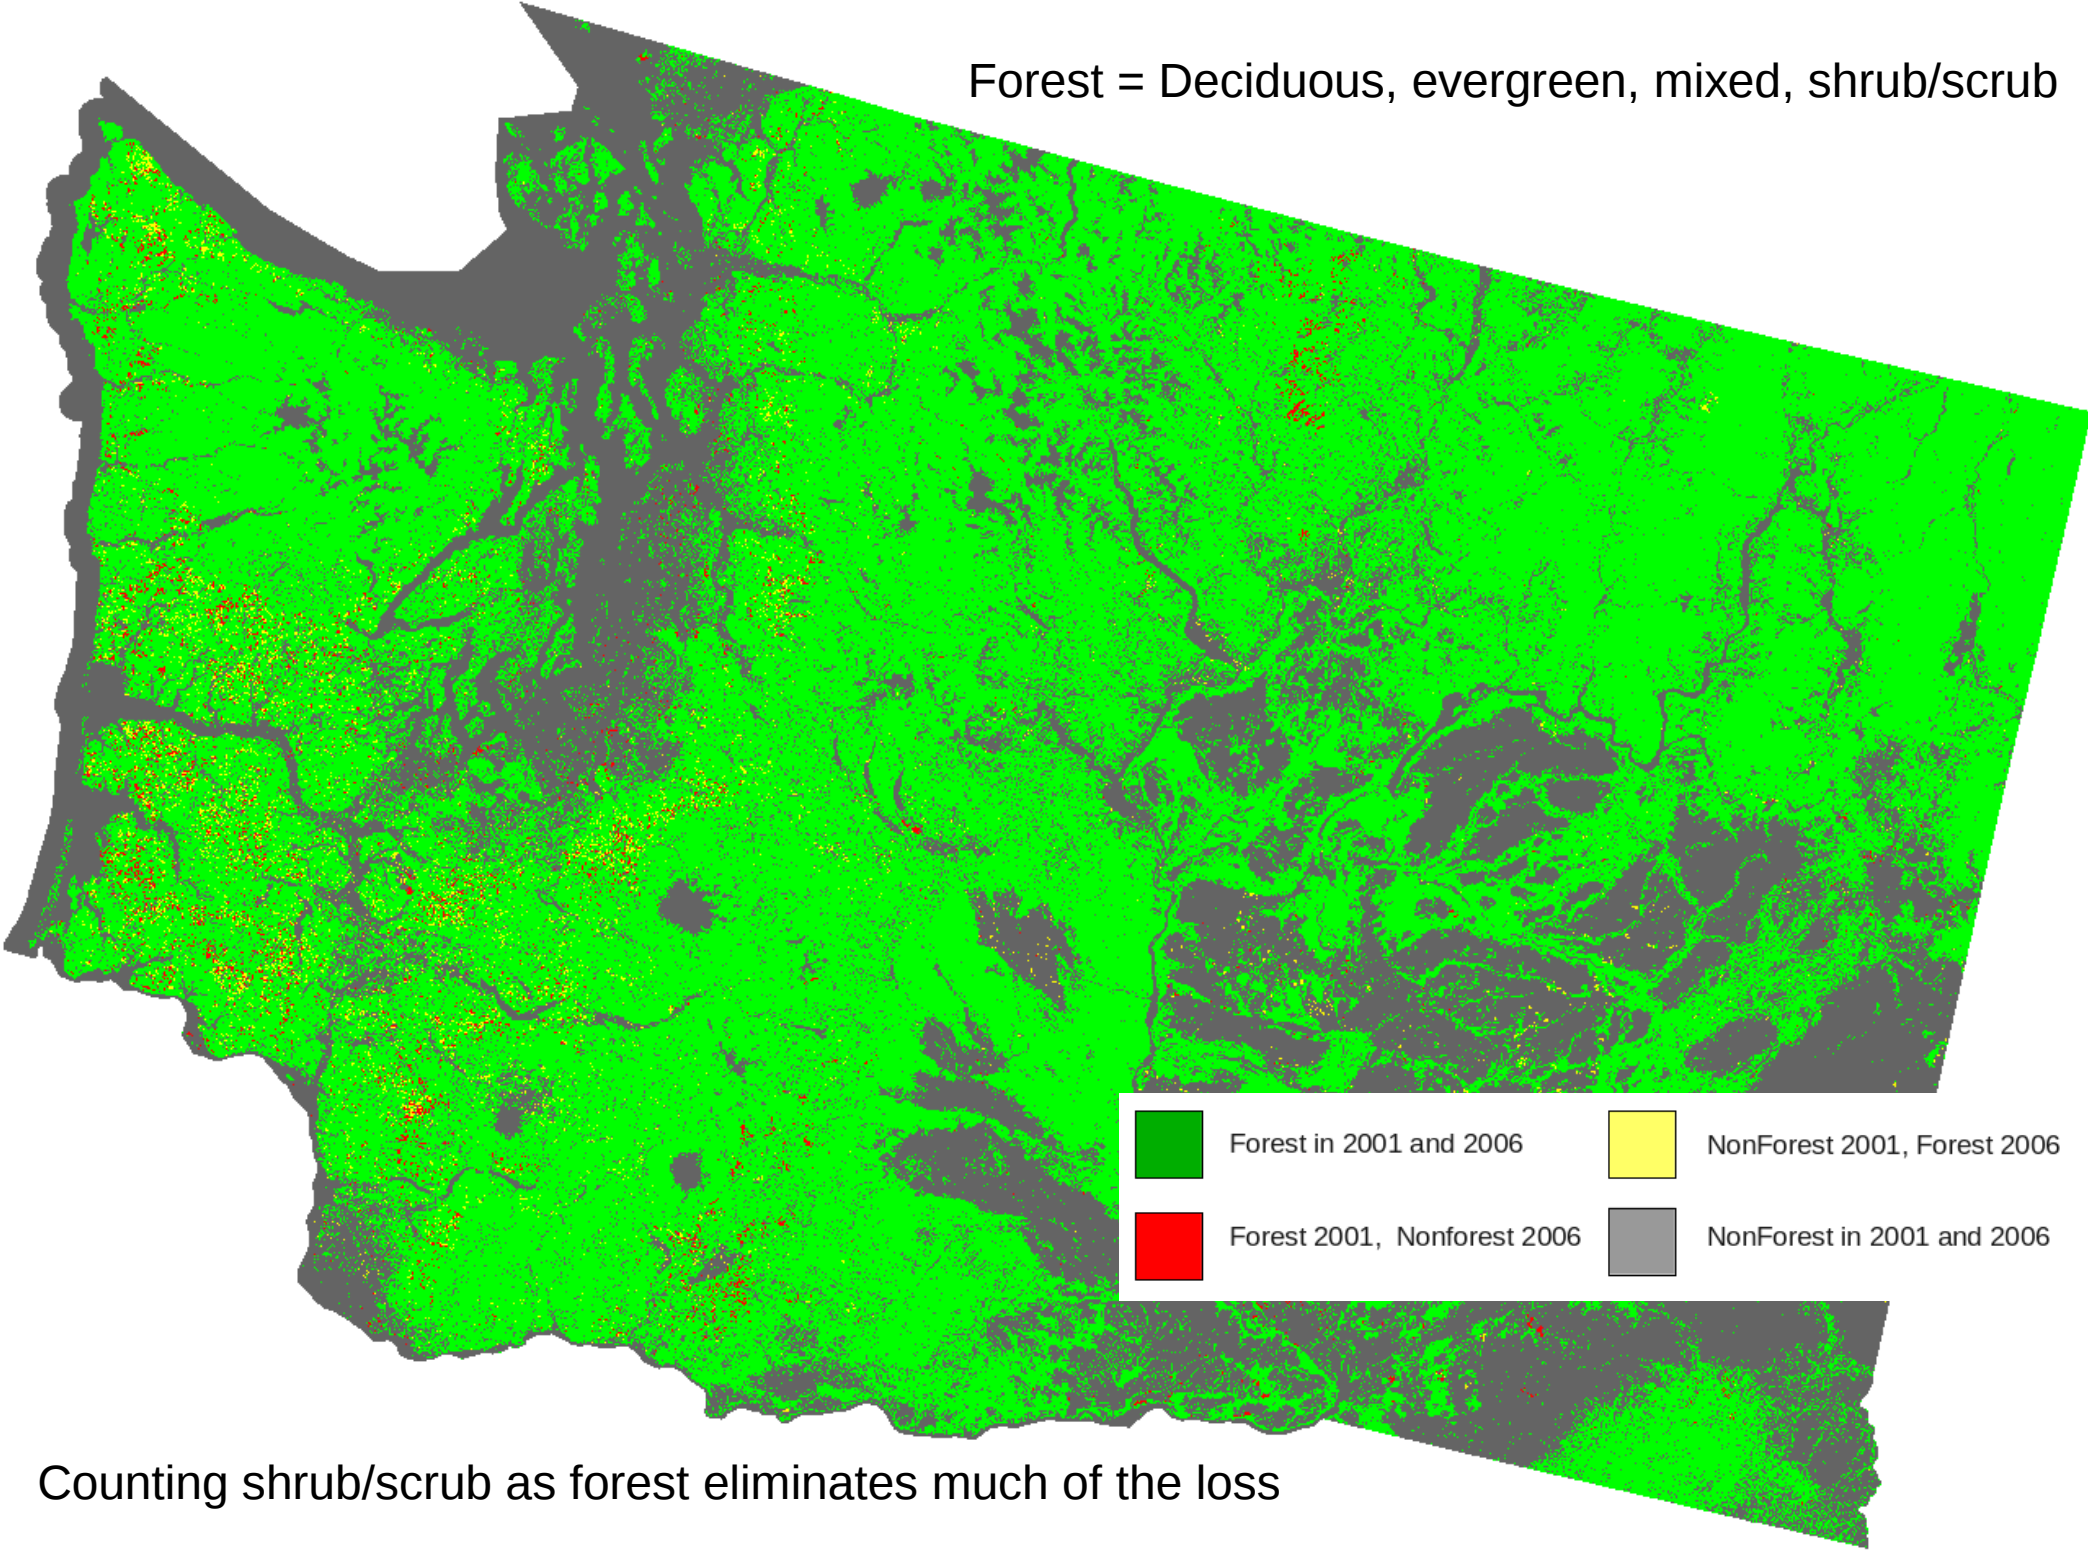 Forest = Deciduous, evergreen, mixed, shrub/scrub
Forest in 2001 and 2006
NonForest 2001, Forest 2006
Forest 2001,  Nonforest 2006
NonForest in 2001 and 2006
Counting shrub/scrub as forest eliminates much of the loss